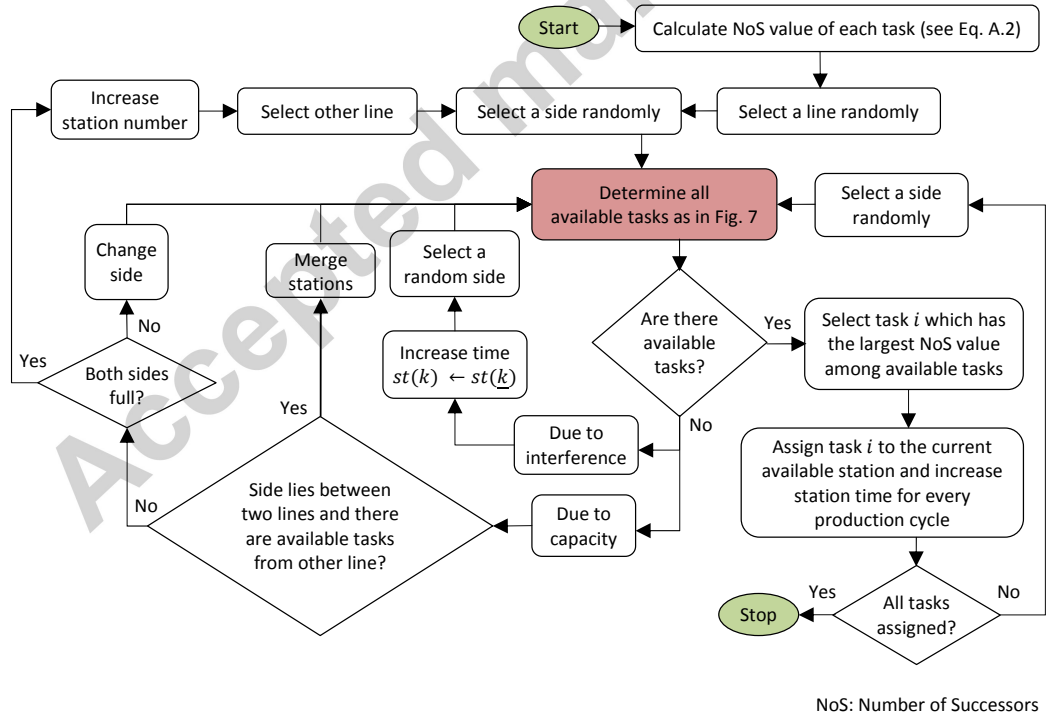 Start
Calculate NoS value of each task (see Eq. A.2)
Increase
station number
Select other line
Select a side randomly
Select a line randomly
Determine all
available tasks as in Fig. 7
Select a side
randomly
Change
side
Merge
stations
Select a
random side
No
Are there
available
tasks?
Yes
Select task i which has
the largest NoS value
among available tasks
Yes
Both sides
full?
Increase time
st(k) ← st(k)
Yes
No
Due to
interference
Assign task i to the current
available station and increase
station time for every
production cycle
No
Side lies between
two lines and there
are available tasks
from other line?
Due to
capacity
Yes
No
Stop
All tasks
assigned?
NoS: Number of Successors
Accepted ma